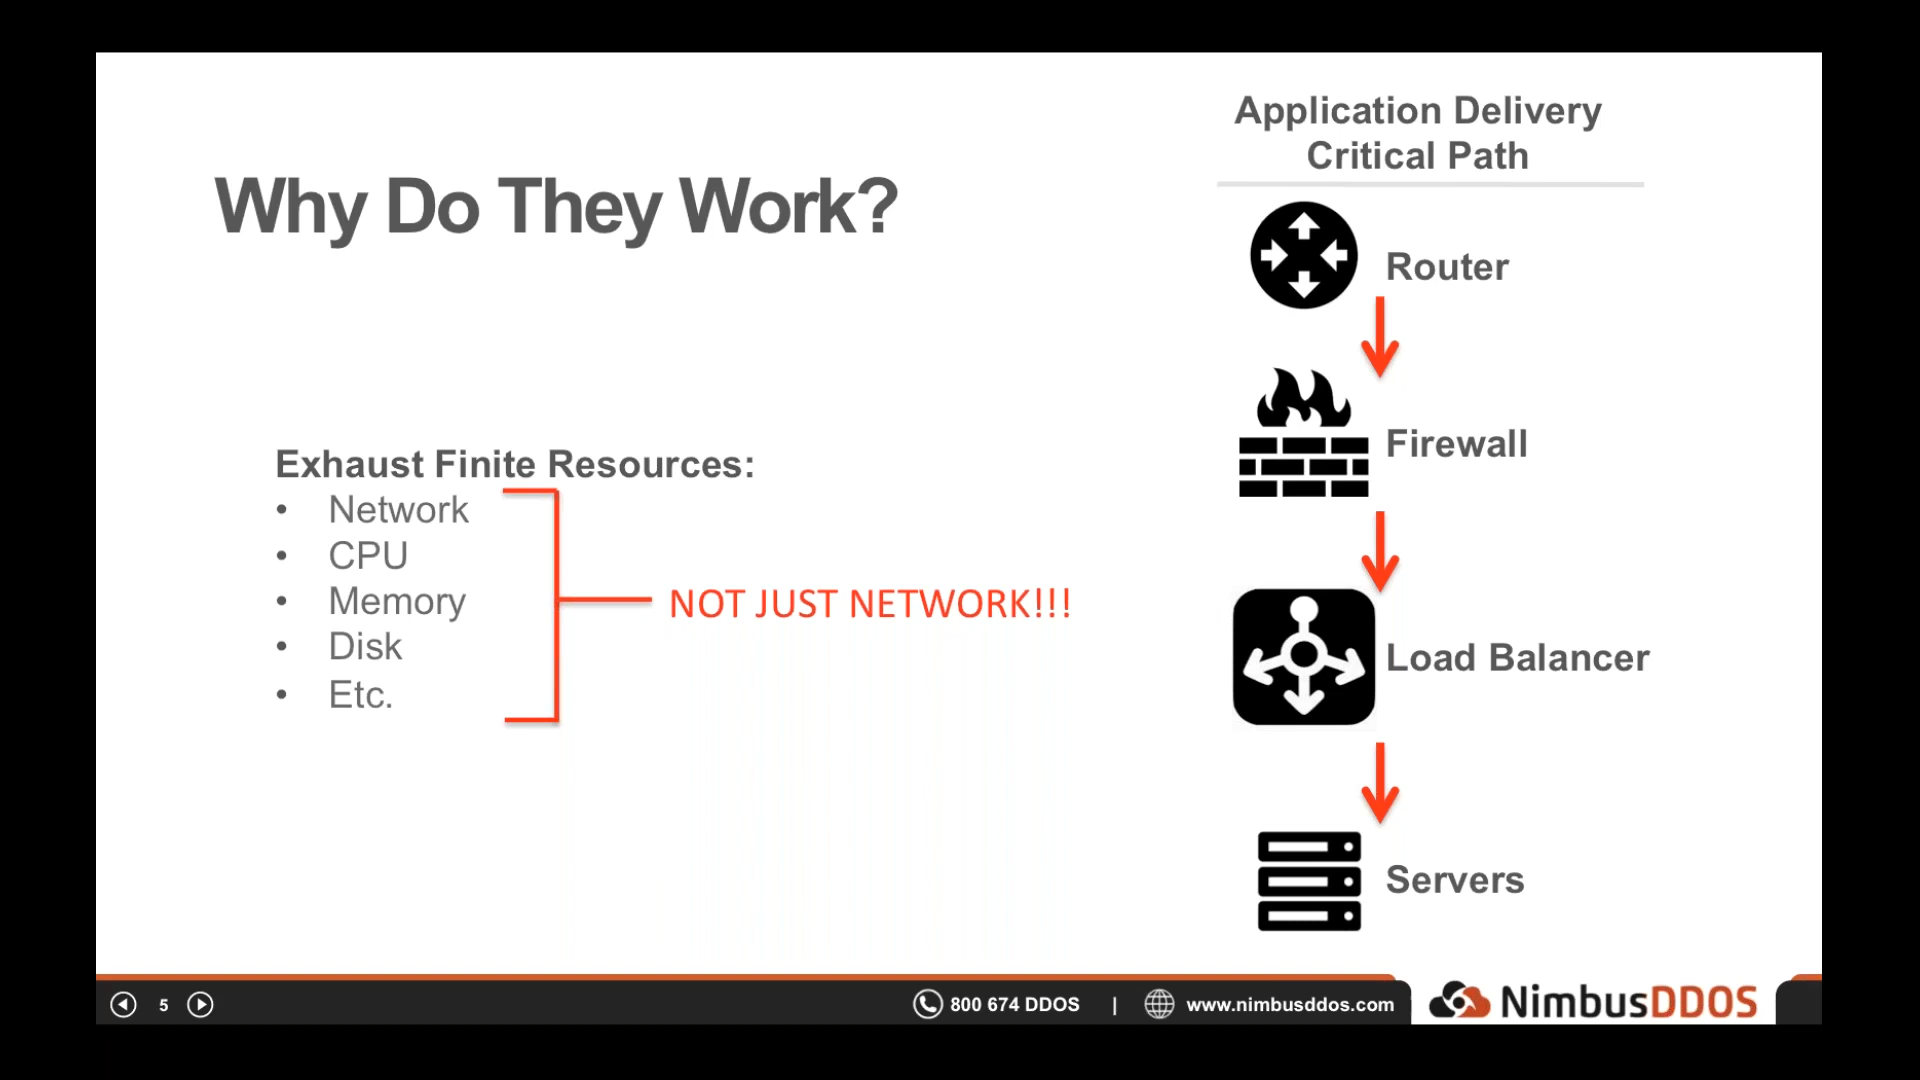 Why Do They Work?
Exhaust Finite Resources:
• Network
• CPU
• Memory
• Disk
• Etc.
NOT JUST NETWORK!!!
Application Delivery
Critical Path
Router
Firewall
Load Balancer
Servers
5
800 674 DDOS | www.nimbusddos.com
NimbusDDOS